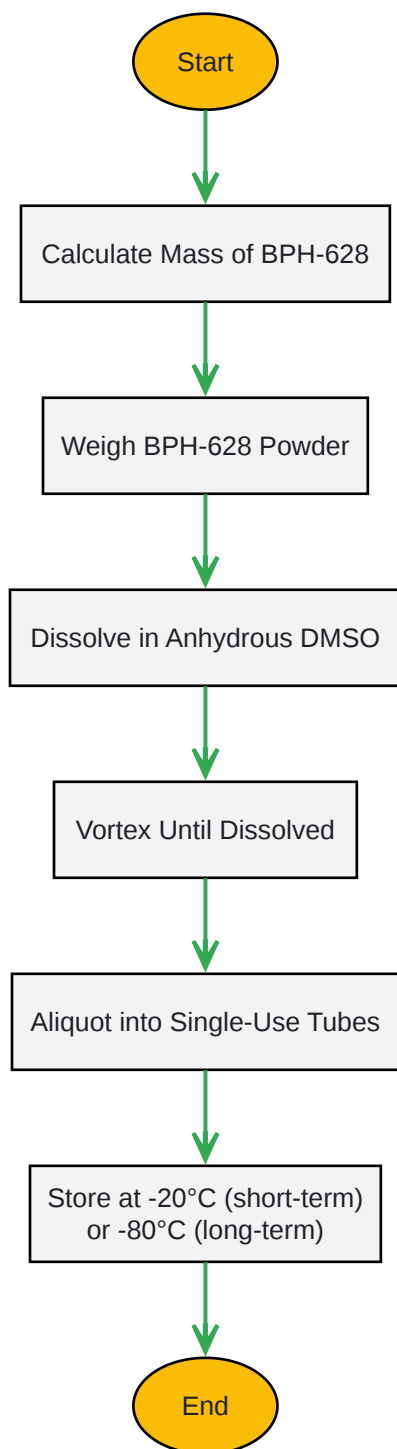 Start
Calculate Mass of BPH-628
Weigh BPH-628 Powder
Dissolve in Anhydrous DMSO
Vortex Until Dissolved
Aliquot into Single-Use Tubes
Store at -20°C (short-term)
or -80°C (long-term)
End